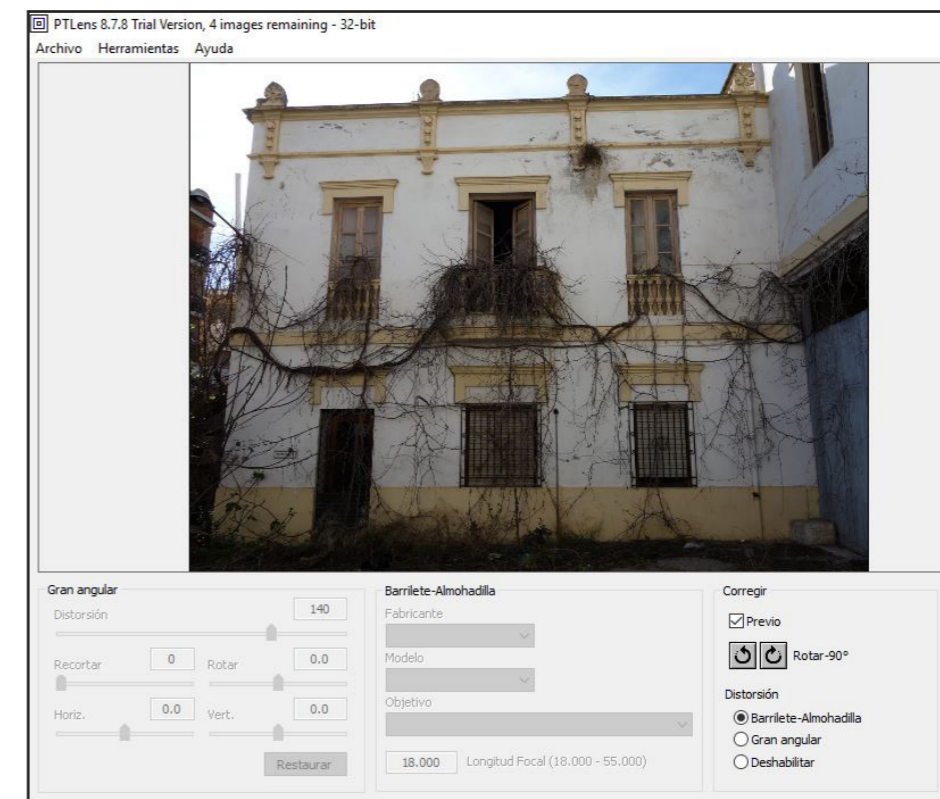 PTLens 8.7.8 Trial Version, 4 images remaining - 32-bit
Archivo Herramientas Ayuda
Gran angular
Distorsión 140
Recortar 0 Rotar 0.0
Horiz. 0.0 Vert. 0.0
Restaurar
Barrilete-Almohadilla
Fabricante
Modelo
Objetivo
18.000 Longitud Focal (18.000 - 55.000)
Corregir
Previo
Rotar-90°
Distorsión
Barrilete-Almohadilla
Gran angular
Deshabilitar